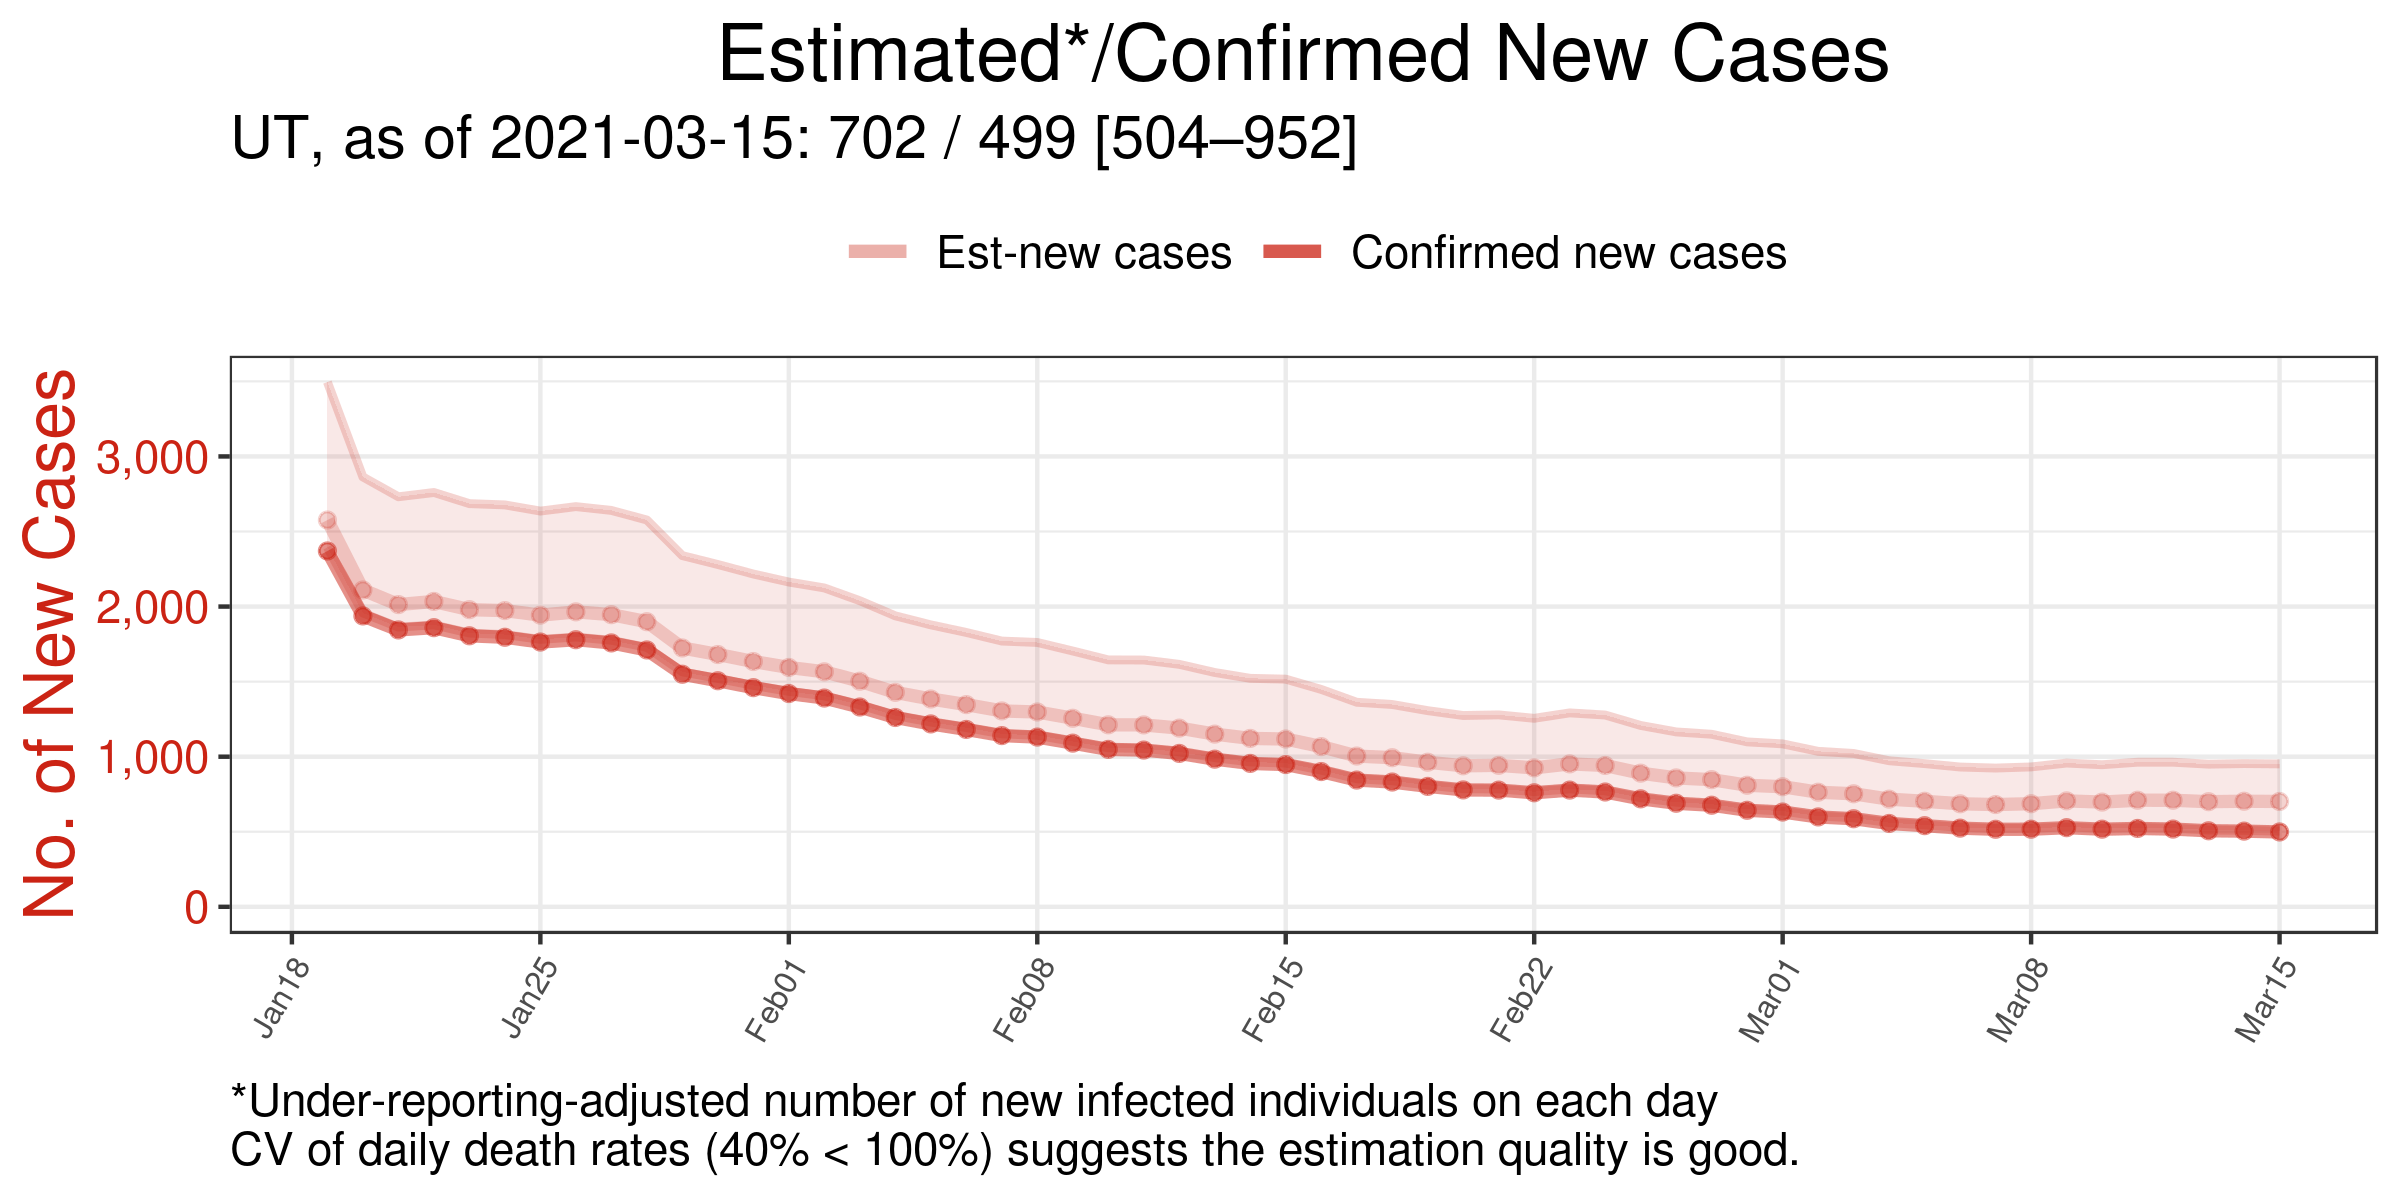 Estimated*/Confirmed New Cases
UT, as of 2021-03-15: 702 / 499 [504–952]
Est-new cases Confirmed new cases
No. of New Cases
3,000
2,000
1,000
0
Jan18 Jan25 Feb01 Feb08 Feb15 Feb22 Mar01 Mar08 Mar15
*Under-reporting-adjusted number of new infected individuals on each day
CV of daily death rates (40% < 100%) suggests the estimation quality is good.